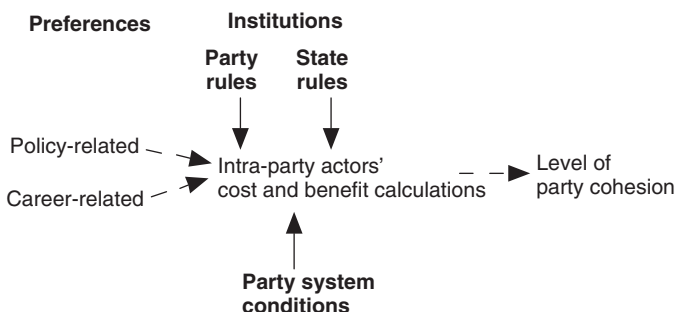 Preferences
Institutions
Party
rules
State
rules
Policy-related
Career-related
Intra-party actors’
cost and benefit calculations
Level of
party cohesion
Party system
conditions